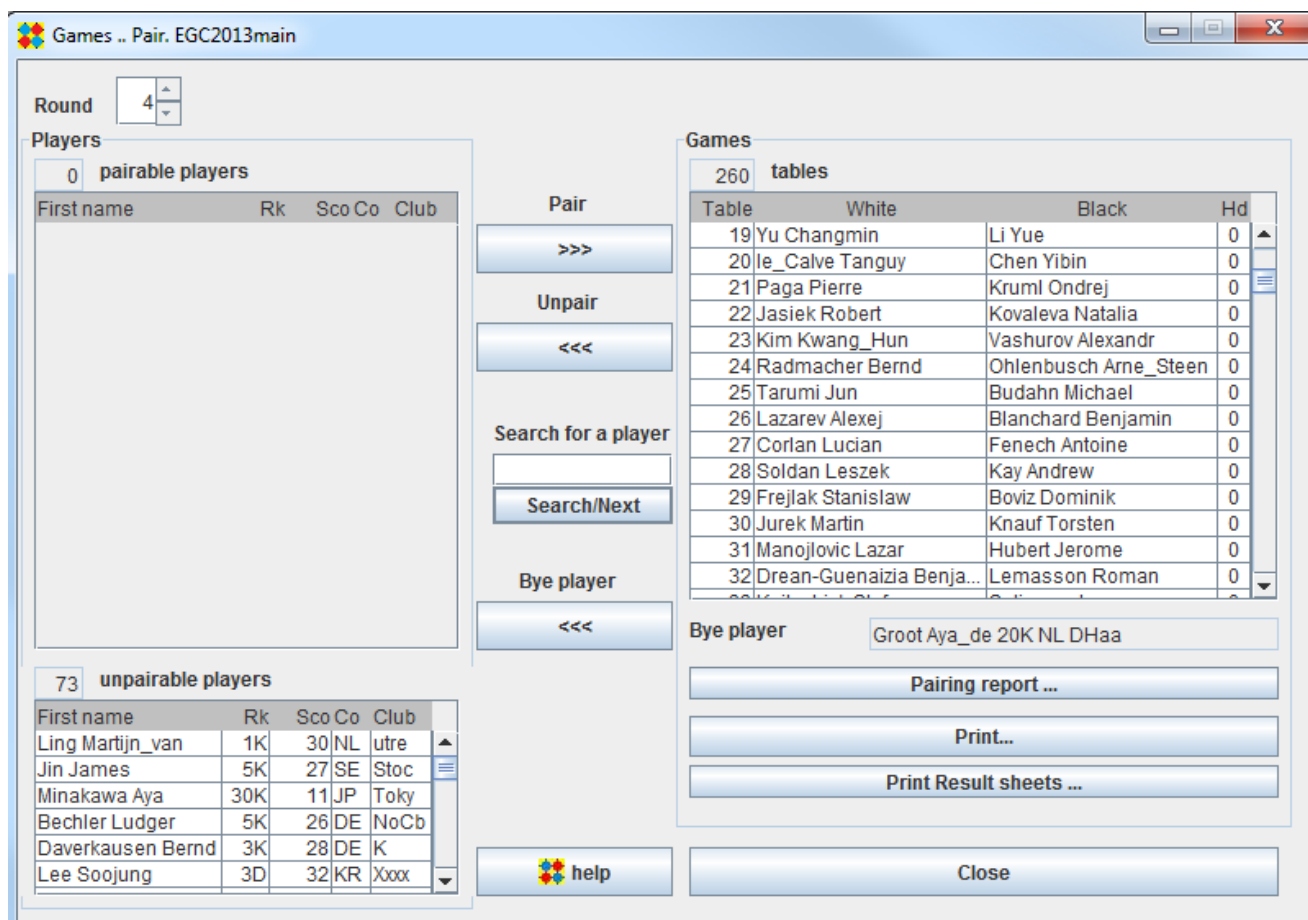 Games .. Pair. EGC2013main
Round 4
Players
0 pairable players
First name Rk Sco Co Club
Pair
>>>
Unpair
<<<
Search for a player
Search/Next
Bye player
<<<
73 unpairable players
First name Rk Sco Co Club
Ling Martijn_van 1K 30 NL utre
Jin James 5K 27 SE Stoc
Minakawa Aya 30K 11 JP Toky
Bechler Ludger 5K 26 DE NoCb
Daverkausen Bernd 3K 28 DE K
Lee Soojung 3D 32 KR Xxxx
help
Games
260 tables
Table White Black Hd
19 Yu Changmin Li Yue 0
20 le_Calve Tanguy Chen Yibin 0
21 Paga Pierre Kruml Ondrej 0
22 Jasiek Robert Kovaleva Natalia 0
23 Kim Kwang_Hun Vashurov Alexandr 0
24 Radmacher Bernd Ohlenbusch Arne_Steen 0
25 Tarumi Jun Budahn Michael 0
26 Lazarev Alexej Blanchard Benjamin 0
27 Corlan Lucian Fenech Antoine 0
28 Soldan Leszek Kay Andrew 0
29 Frejlak Stanislaw Boviz Dominik 0
30 Jurek Martin Knauf Torsten 0
31 Manojlovic Lazar Hubert Jerome 0
32 Drean-Guenaizia Benja... Lemasson Roman 0
Bye player Groot Aya_de 20K NL DHaa
Pairing report ...
Print...
Print Result sheets ...
Close